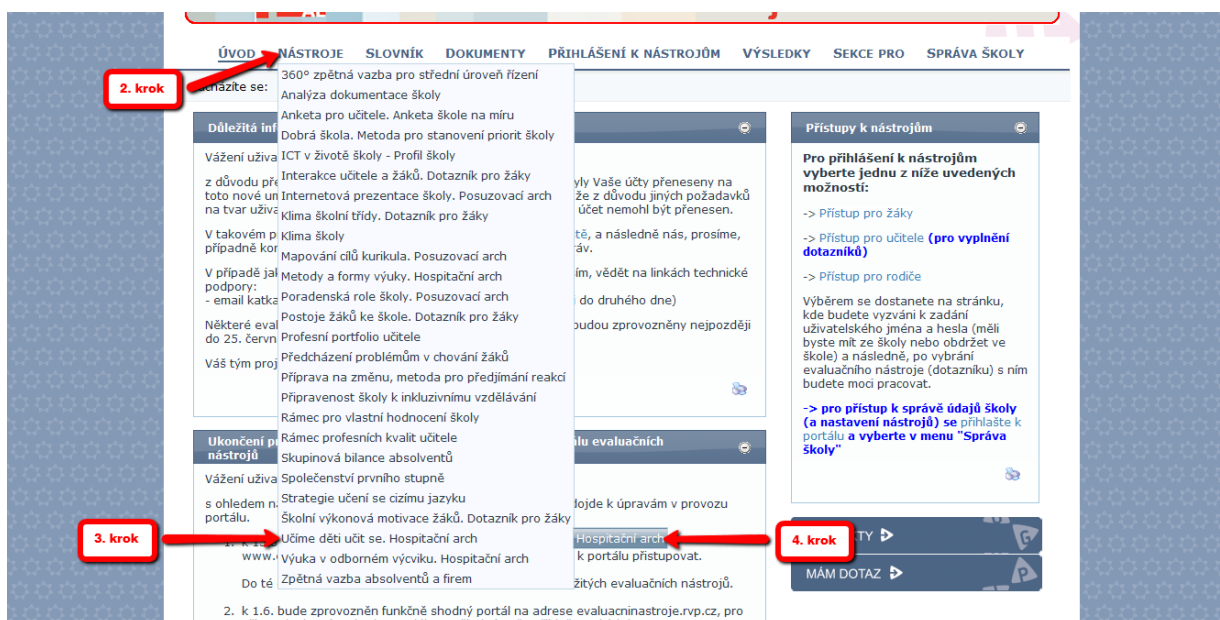 ÚVOD NÁSTROJE SLOVNÍK DOKUMENTY PŘIHLÁŠENÍ K NÁSTROJŮM VÝSLEDKY SEKCE PRO SPRÁVA ŠKOLY
2. krok
360° zpětná vazba pro střední úroveň řízení
Analýza dokumentace školy
Anketa pro učitele. Anketa škole na míru
Dobrá škola. Metoda pro stanovení priorit školy
ICT v životě školy - Profil školy
Interakce učitele a žáků. Dotazník pro žáky
Internetová prezentace školy. Posuzovací arch
Klima školní třídy. Dotazník pro žáky
Klima školy
Mapování cílů kurikula. Posuzovací arch
Metody a formy výuky. Hospitační arch
Poradenská role školy. Posuzovací arch
Postoje žáků ke škole. Dotazník pro žáky
Profesní portfolio učitele
Předcházení problémům v chování žáků
Příprava na změnu, metoda pro předjímání reakcí
Připravenost školy k inkluzivnímu vzdělávání
Rámec pro vlastní hodnocení školy
Rámec profesních kvalit učitele
Skupinová bilance absolventů
Společenství prvního stupně
Strategie učení se cizímu jazyku
Školní výkonová motivace žáků. Dotazník pro žáky
3. krok
Učíme děti učit se. Hospitační arch
Výuka v odborném výcviku. Hospitační arch
Zpětná vazba absolventů a firem
se:
Důležitá
Vážení
z důvodu
yly Vaše účty přeneseny na
toto nové
že z důvodu jiných požadavků
na tvar
účet nemohl být přenesen.
V takovém
, a následně nás, prosíme,
případně
V případě
ím, vědět na linkách technické
podpory:
- email
do druhého dne)
Některé
budou zprovozněny nejpozději
do 25.
Váš tým
Ukončení
álu evaluačních
nástrojů
Vážení
s ohledem
dojde k úpravám v provozu
portálu.
1. k
Hospitační arch
4. krok
k portálu přistupovat.
Do té
žitých evaluačních nástrojů.
2. k 1.6. bude zprovozněn funkčně shodný portál na adrese evaluacninastroje.rvp.cz, pro
Přístupy k nástrojům
Pro přihlášení k
nástrojům
vyberte jednu z níže uvedených
možností:
-> Přístup pro žáky
-> Přístup pro učitele (pro vyplnění
dotazníků)
-> Přístup pro rodiče
Výběrem se dostanete na stránku,
kde budete vyzváni k zadání
uživatelského jména a hesla (měli
byste mít ze školy nebo obdržet ve
škole) a následně, po vybrání
evaluačního nástroje (dotazníku) s ním
budete moci pracovat.
-> pro přístup k správě údajů školy
(a nastavení nástrojů) se přihlašte k
portálu a vyberte v menu "Správa
školy"
TY
MÁM DOTAZ